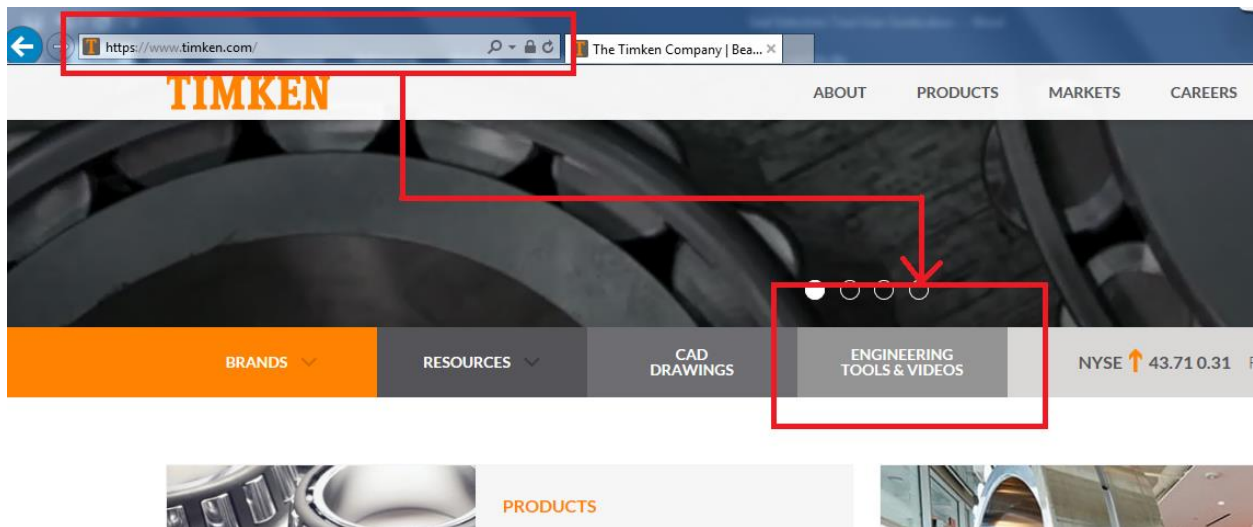 https://www.timken.com/
The Timken Company | Bea...
TIMKEN
ABOUT PRODUCTS MARKETS CAREERS
BRANDS RESOURCES CAD DRAWINGS ENGINEERING TOOLS & VIDEOS NYSE 43.71 0.31
PRODUCTS